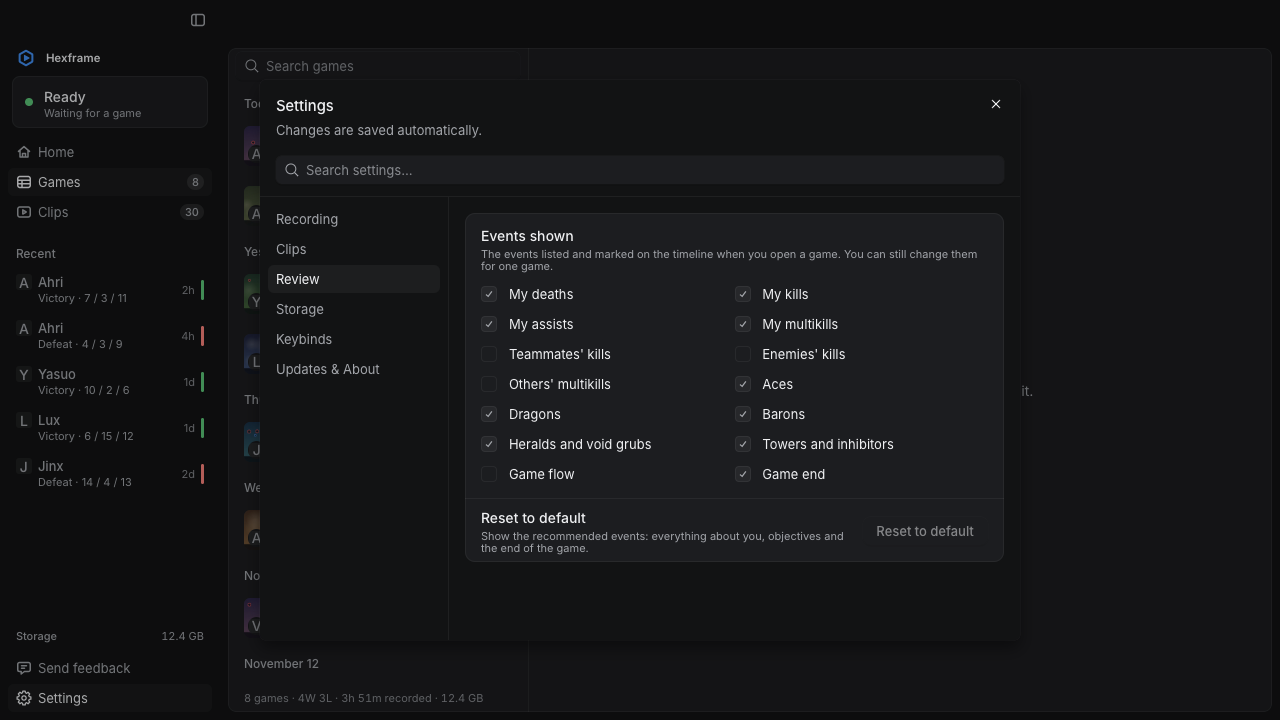 Hexframe
Ready
Waiting for a game
Home
Games 8
Clips 30
Recent
A Ahri 2h
Victory · 7 / 3 / 11
A Ahri 4h
Defeat · 4 / 3 / 9
Y Yasuo 1d
Victory · 10 / 2 / 6
L Lux 1d
Victory · 6 / 15 / 12
J Jinx 2d
Defeat · 14 / 4 / 13
Storage 12.4 GB
Send feedback
Settings
Search games
A
A
Y
L
Th
J
We
A
No
V
November 12
8 games · 4W 3L · 3h 51m recorded · 12.4 GB
it.
Settings
Changes are saved automatically.
Search settings...
Recording
Clips
Review
Storage
Keybinds
Updates & About
Events shown
The events listed and marked on the timeline when you open a game. You can still change them
for one game.
My deaths My kills
My assists My multikills
Teammates' kills Enemies' kills
Others' multikills Aces
Dragons Barons
Heralds and void grubs Towers and inhibitors
Game flow Game end
Reset to default
Show the recommended events: everything about you, objectives and
the end of the game.
Reset to default